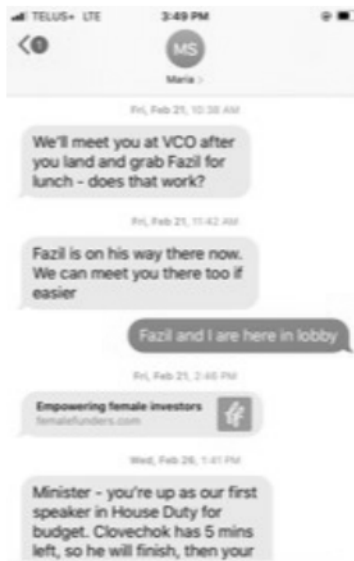 TELUS+ LTE 3:49 PM
1
MS
Maria >
Fri, Feb 21, 10:38 AM
We'll meet you at VCO after
you land and grab Fazil for
lunch - does that work?
Fri, Feb 21, 11:42 AM
Fazil is on his way there now.
We can meet you there too if
easier
Fazil and I are here in lobby
Fri, Feb 21, 2:46 PM
Empowering female investors
femalefunders.com
Wed, Feb 26, 1:41 PM
Minister - you're up as our first
speaker in House Duty for
budget. Clovechok has 5 mins
left, so he will finish, then your